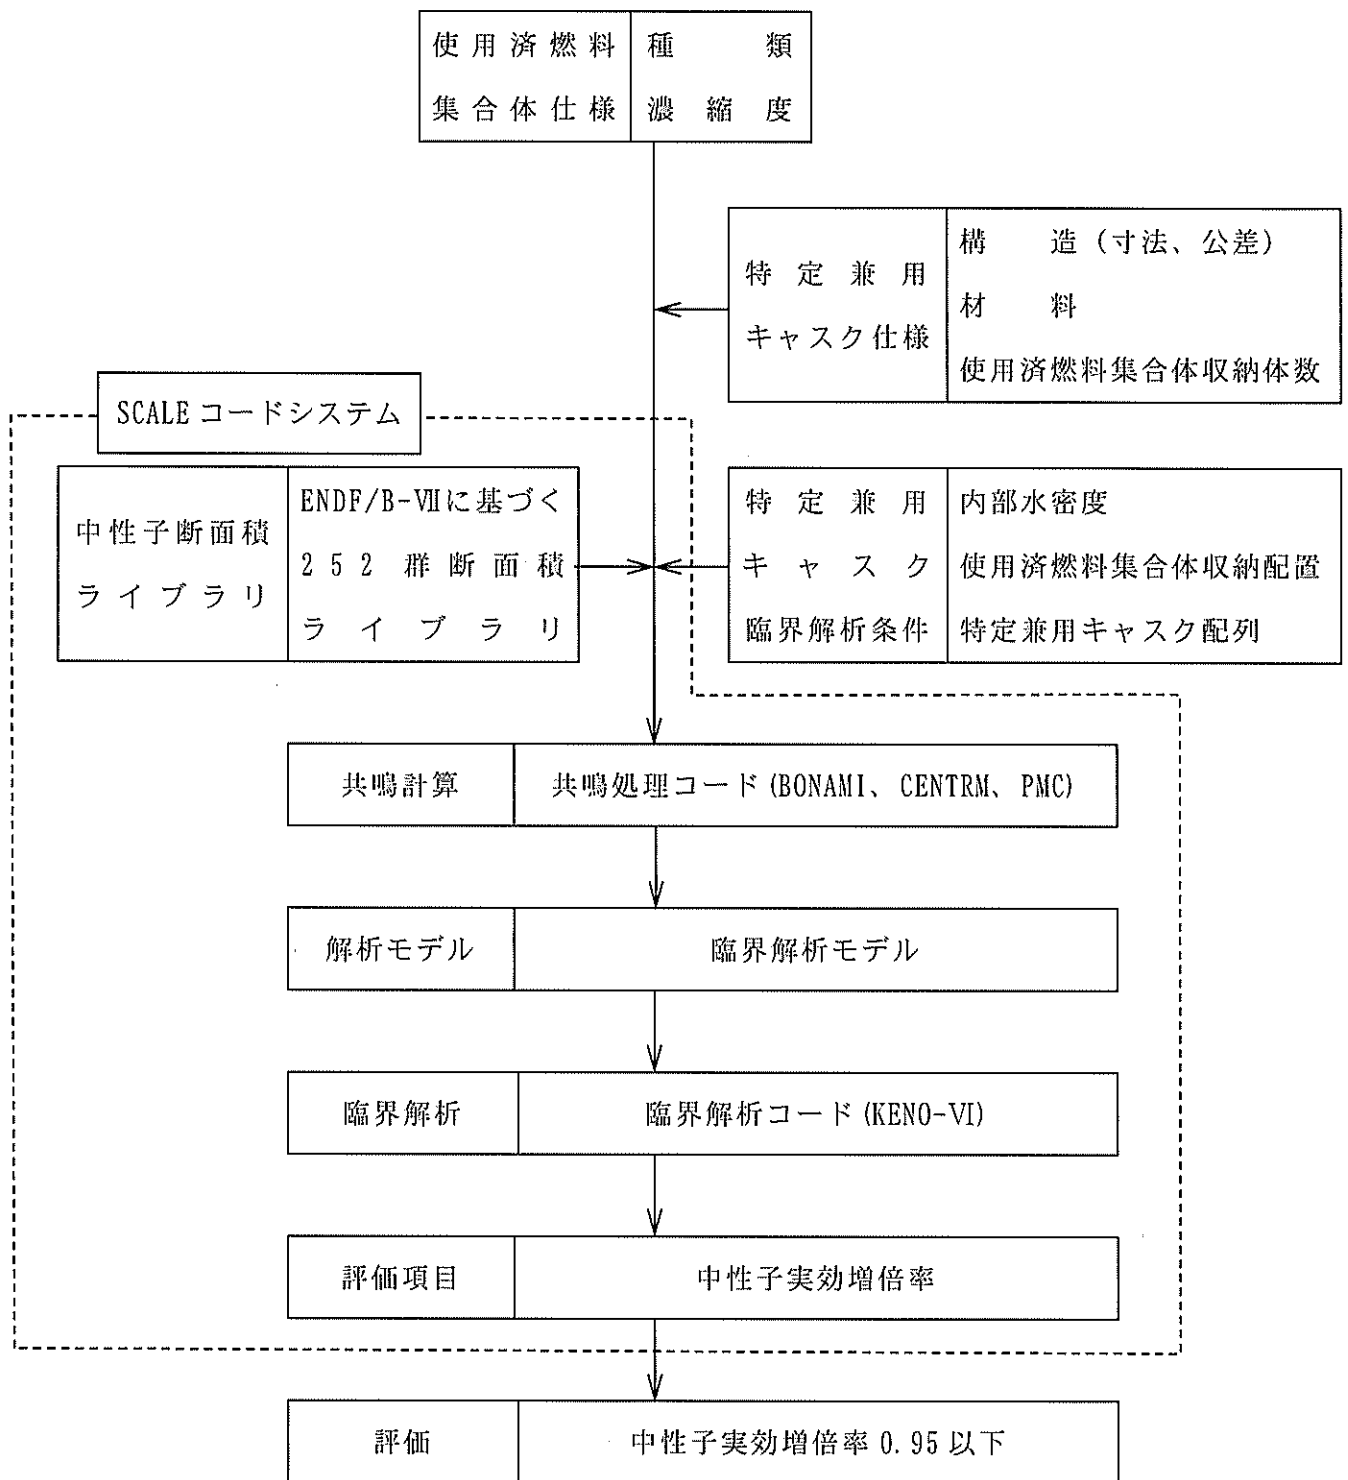 使用済燃料
集合体仕様
種類
濃縮度
特定兼用
キャスク仕様
構造（寸法、公差）
材料
使用済燃料集合体収納体数
SCALE コードシステム
中性子断面積
ライブラリ
ENDF/B-Ⅶに基づく
252群断面積
ライブラリ
特定兼用
キャスク
臨界解析条件
内部水密度
使用済燃料集合体収納配置
特定兼用キャスク配列
共鳴計算
共鳴処理コード(BONAMI、CENTRM、PMC)
解析モデル
臨界解析モデル
臨界解析
臨界解析コード(KENO-Ⅵ)
評価項目
中性子実効増倍率
評価
中性子実効増倍率 0.95 以下